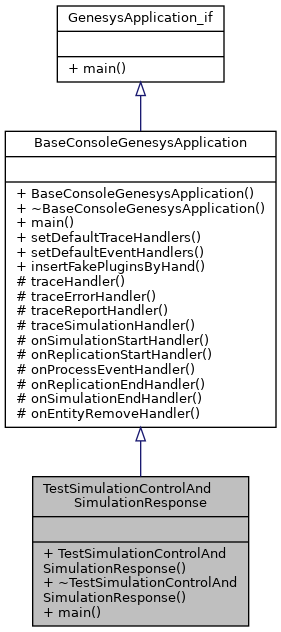 GenesysApplication_if
+ main()
BaseConsoleGenesysApplication
+ BaseConsoleGenesysApplication()
+ ~BaseConsoleGenesysApplication()
+ main()
+ setDefaultTraceHandlers()
+ setDefaultEventHandlers()
+ insertFakePluginsByHand()
# traceHandler()
# traceErrorHandler()
# traceReportHandler()
# traceSimulationHandler()
# onSimulationStartHandler()
# onReplicationStartHandler()
# onProcessEventHandler()
# onReplicationEndHandler()
# onSimulationEndHandler()
# onEntityRemoveHandler()
TestSimulationControlAnd
SimulationResponse
+ TestSimulationControlAnd
SimulationResponse()
+ ~TestSimulationControlAnd
SimulationResponse()
+ main()